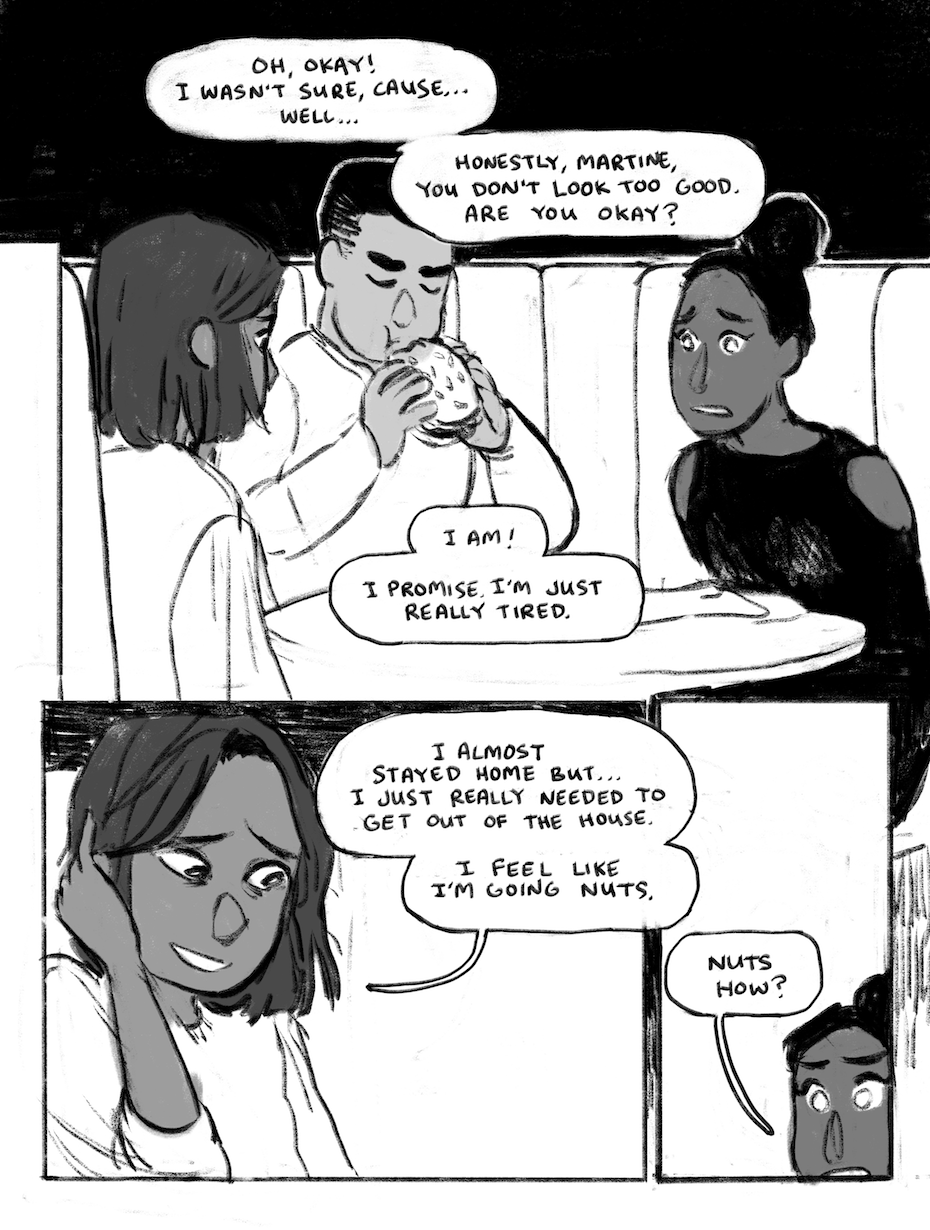 OH, OKAY!
I WASN'T SURE, CAUSE...
WELL...
HONESTLY, MARTINE,
YOU DON'T LOOK TOO GOOD.
ARE YOU OKAY?
I AM!
I PROMISE. I'M JUST
REALLY TIRED.
I ALMOST
STAYED HOME BUT...
I JUST REALLY NEEDED TO
GET OUT OF THE HOUSE.
I FEEL LIKE
I'M GOING NUTS.
NUTS
HOW?